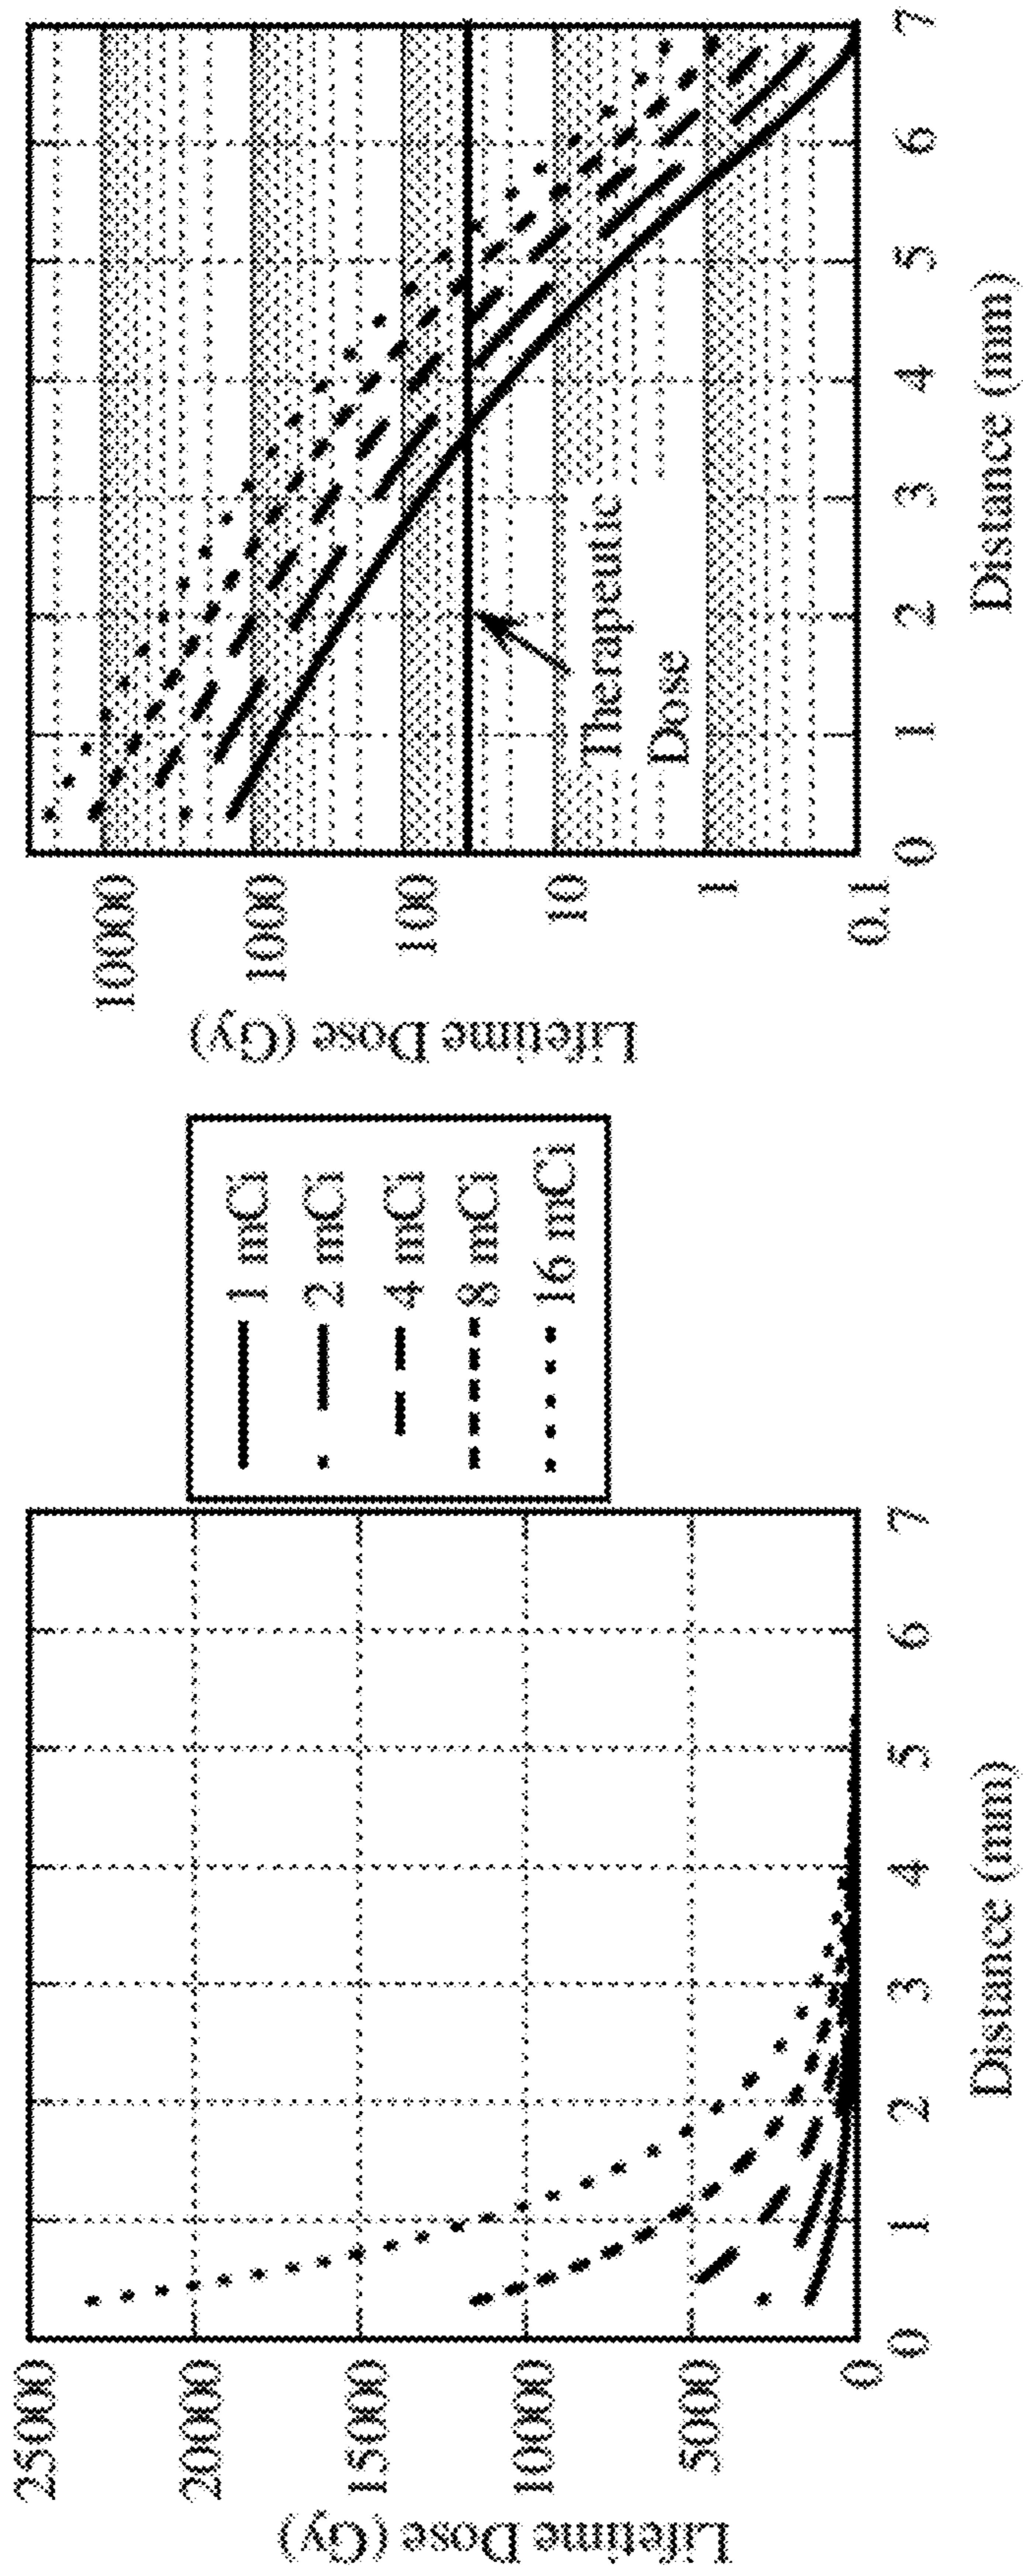 Lifetime Dose (Gy)
25000
20000
15000
10000
5000
0
0 1 2 3 4 5 6 7
Distance (mm)
1 mCi
2 mCi
4 mCi
8 mCi
16 mCi
Lifetime Dose (Gy)
10000
1000
100
10
1
0.1
Therapeutic
Dose
0 1 2 3 4 5 6 7
Distance (mm)